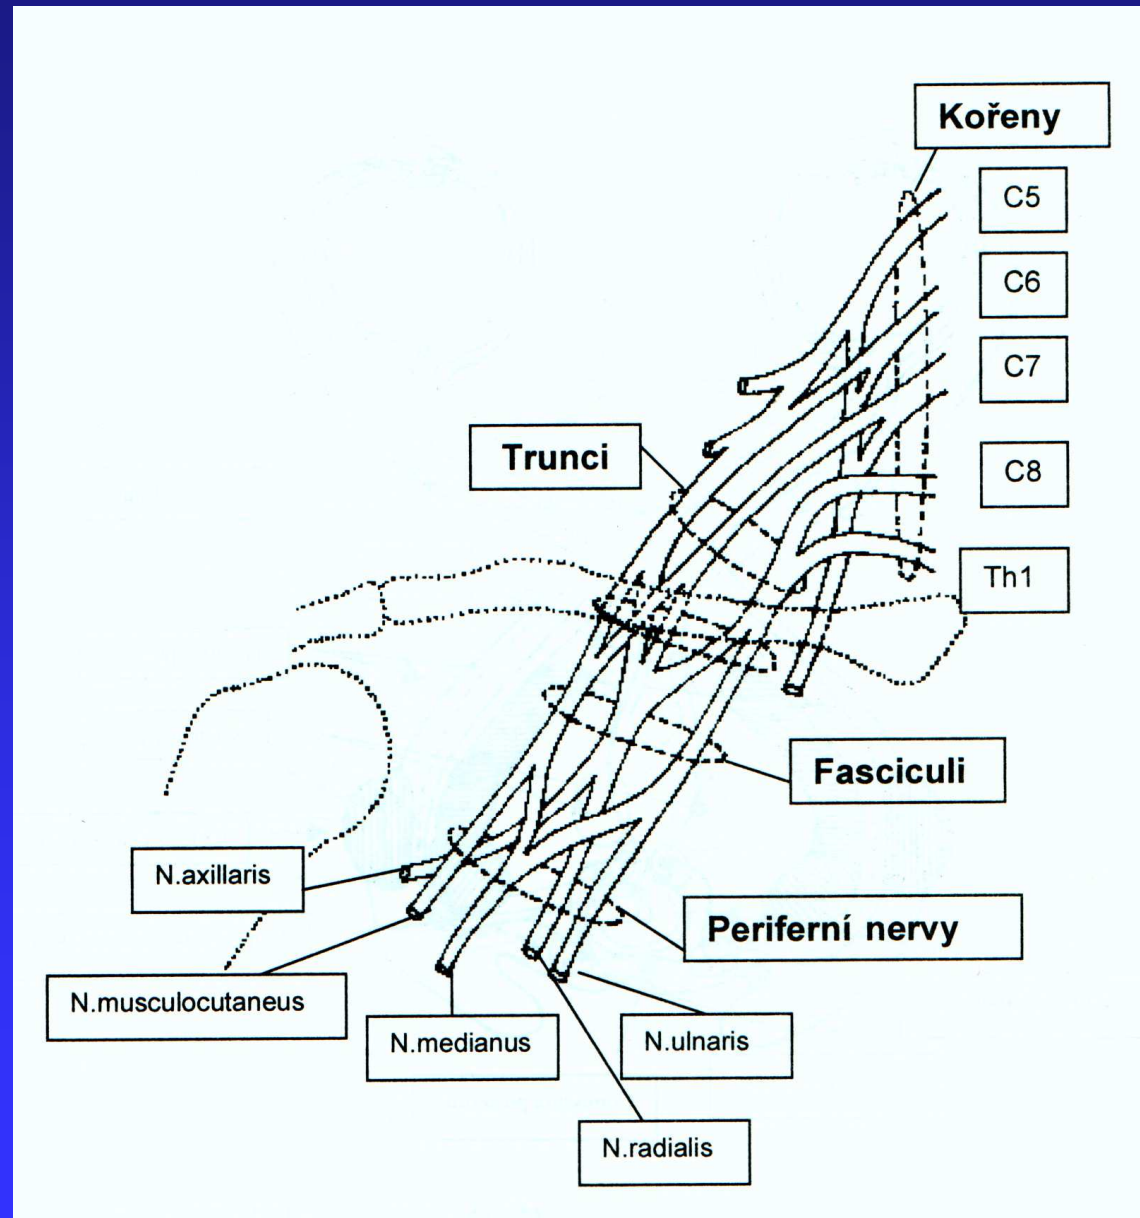 Kořeny
C5
C6
C7
C8
Th1
Trunci
Fasciculi
N.axillaris
Periferní nervy
N.musculocutaneus
N.medianus
N.ulnaris
N.radialis